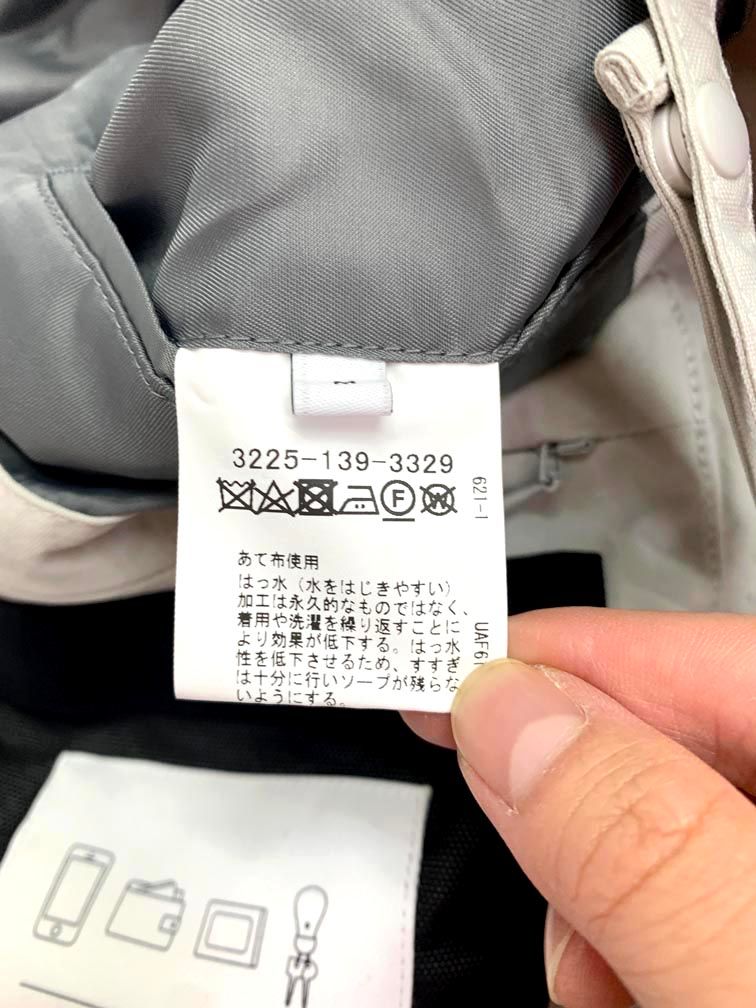 3225-139-3329
621-1
F
W
あて布使用
はっ水（水をはじきやすい）
加工は永久的なものではなく、
着用や洗濯を繰り返すことに
より効果が低下する。はっ水
性を低下させるため、すすぎ
は十分に行いソープが残らな
いようにする。